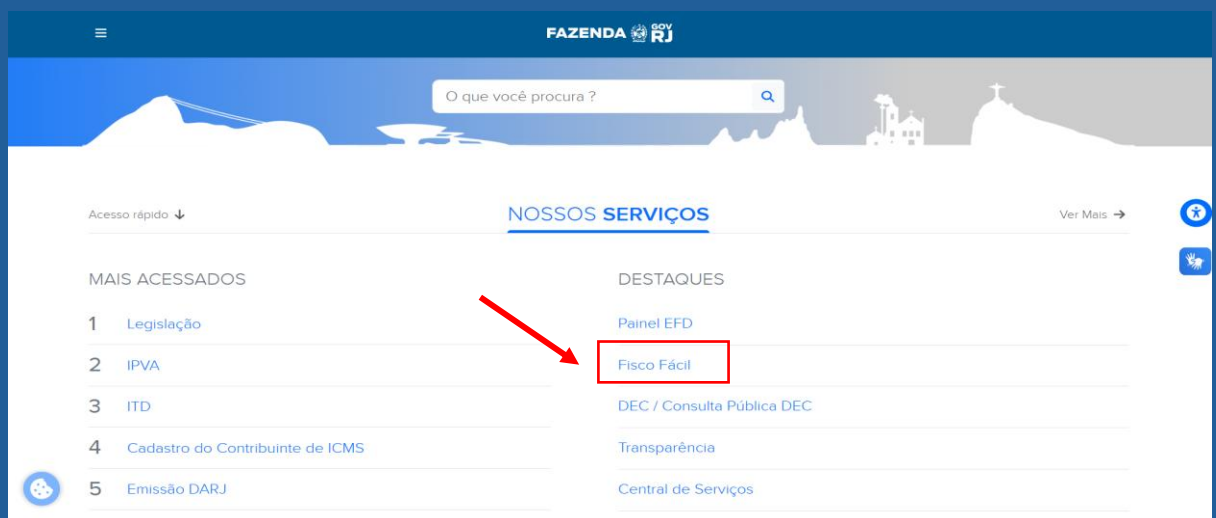 FAZENDA GOV RJ
O que você procura ?
Acesso rápido
NOSSOS SERVIÇOS
Ver Mais
MAIS ACESSADOS
1 Legislação
2 IPVA
3 ITD
4 Cadastro do Contribuinte de ICMS
5 Emissão DARJ
DESTAQUES
Painel EFD
Fisco Fácil
DEC / Consulta Pública DEC
Transparência
Central de Serviços